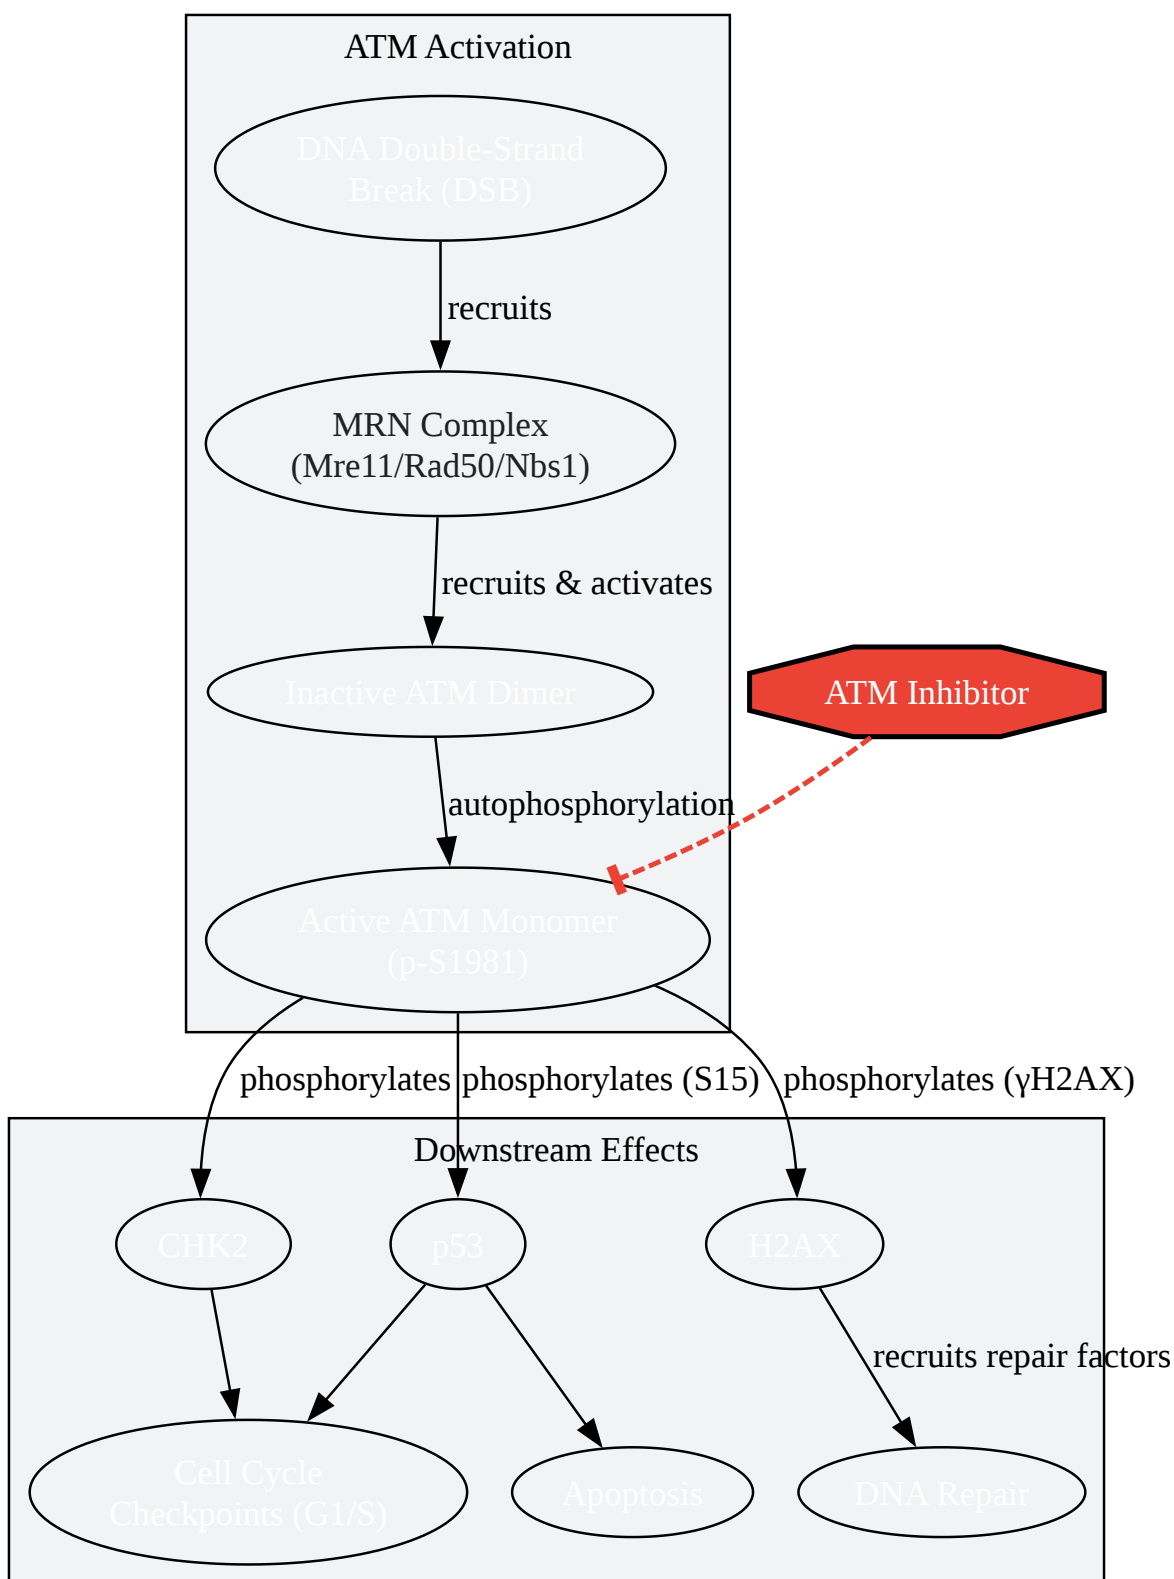 ATM Activation
DNA Double-Strand
Break (DSB)
recruits
MRN Complex
(Mre11/Rad50/Nbs1)
recruits & activates
Inactive ATM Dimer
ATM Inhibitor
autophosphorylation
Active ATM Monomer
(p-S1981)
phosphorylates
phosphorylates (S15)
phosphorylates (γH2AX)
Downstream Effects
CHK2
p53
H2AX
recruits repair factors
Cell Cycle
Checkpoints (G1/S)
Apoptosis
DNA Repair